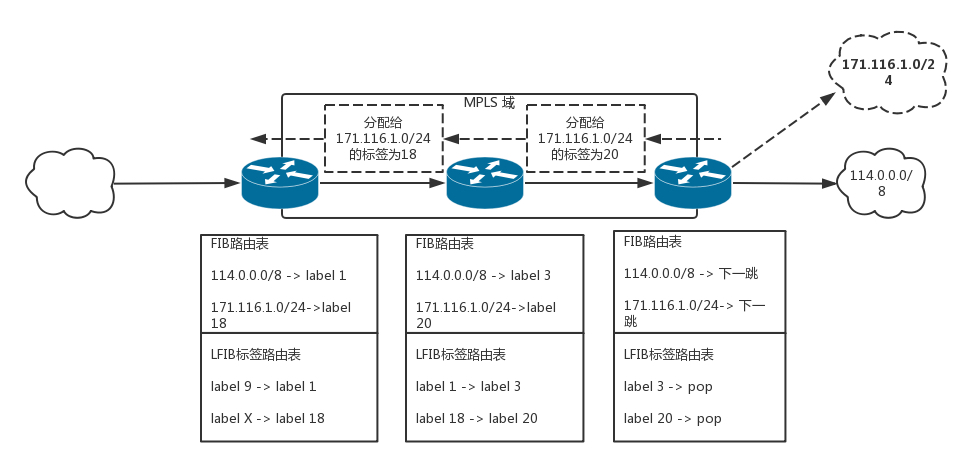 171.116.1.0/2
4
MPLS 域
分配给
171.116.1.0/24
的标签为18
分配给
171.116.1.0/24
的标签为20
114.0.0.0/
8
FIB路由表
114.0.0.0/8 -> label 1
171.116.1.0/24->label
18
LFIB标签路由表
label 9 -> label 1
label X -> label 18
FIB路由表
114.0.0.0/8 -> label 3
171.116.1.0/24->label
20
LFIB标签路由表
label 1 -> label 3
label 18 -> label 20
FIB路由表
114.0.0.0/8 -> 下一跳
171.116.1.0/24-> 下一
跳
LFIB标签路由表
label 3 -> pop
label 20 -> pop